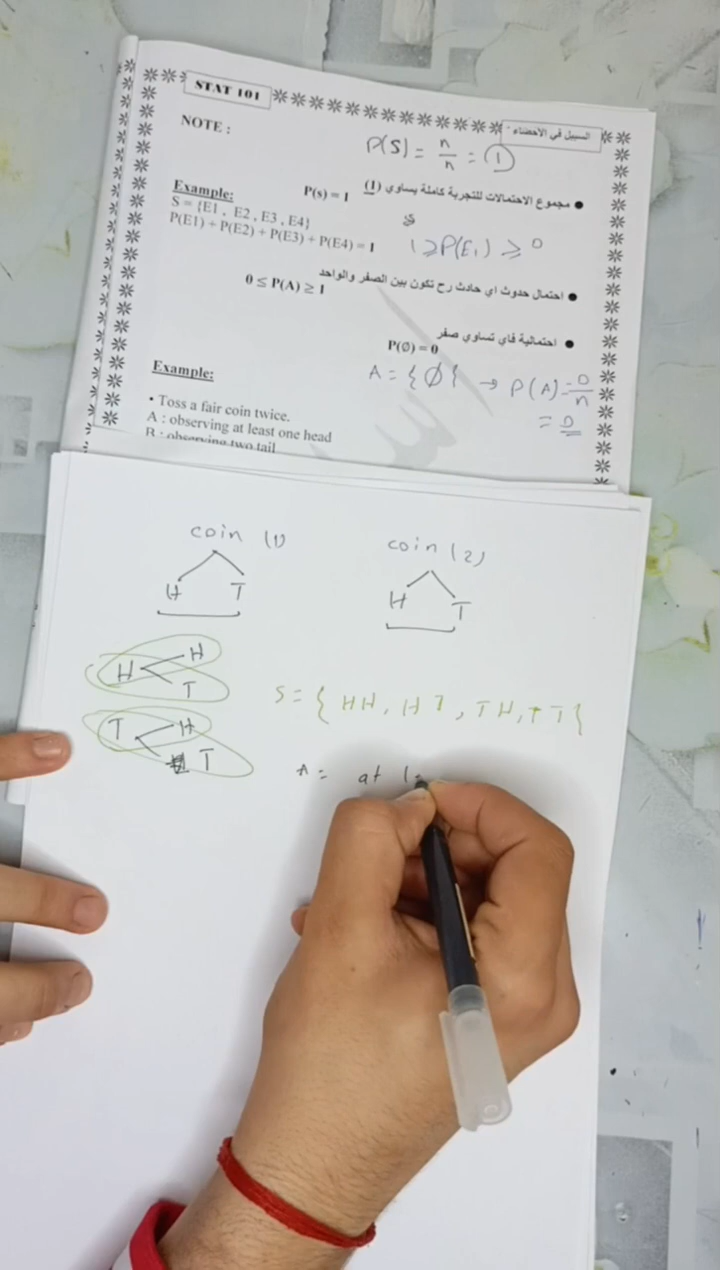 STAT 101
السبيل في الاحصاء
NOTE :
P(S) = n/n = 1
● مجموع الاحتمالات للتجربة كاملة يساوي (1)
P(s) = 1
Example:
S = {E1 , E2 , E3 , E4}
P(E1) + P(E2) + P(E3) + P(E4) = 1
1 ≥ P(E1) ≥ 0
● احتمال حدوث اي حادث رح تكون بين الصفر والواحد
0 ≤ P(A) ≥ 1
● احتمالية فاي تساوي صفر
P(∅) = 0
A = { ∅ } → P(A) = 0/n
= 0
Example:
• Toss a fair coin twice.
A : observing at least one head
B : observing two tail
coin (1)
coin (2)
H T
H T
H H
T
S = { HH, HT, TH, TT }
T H
T
A = at